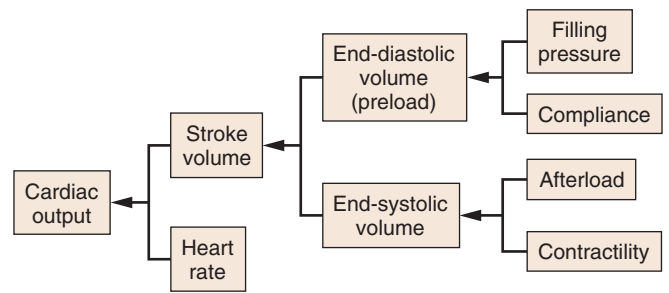 Filling
pressure
End-diastolic
volume
(preload)
Compliance
Stroke
volume
Cardiac
output
Afterload
End-systolic
volume
Heart
rate
Contractility